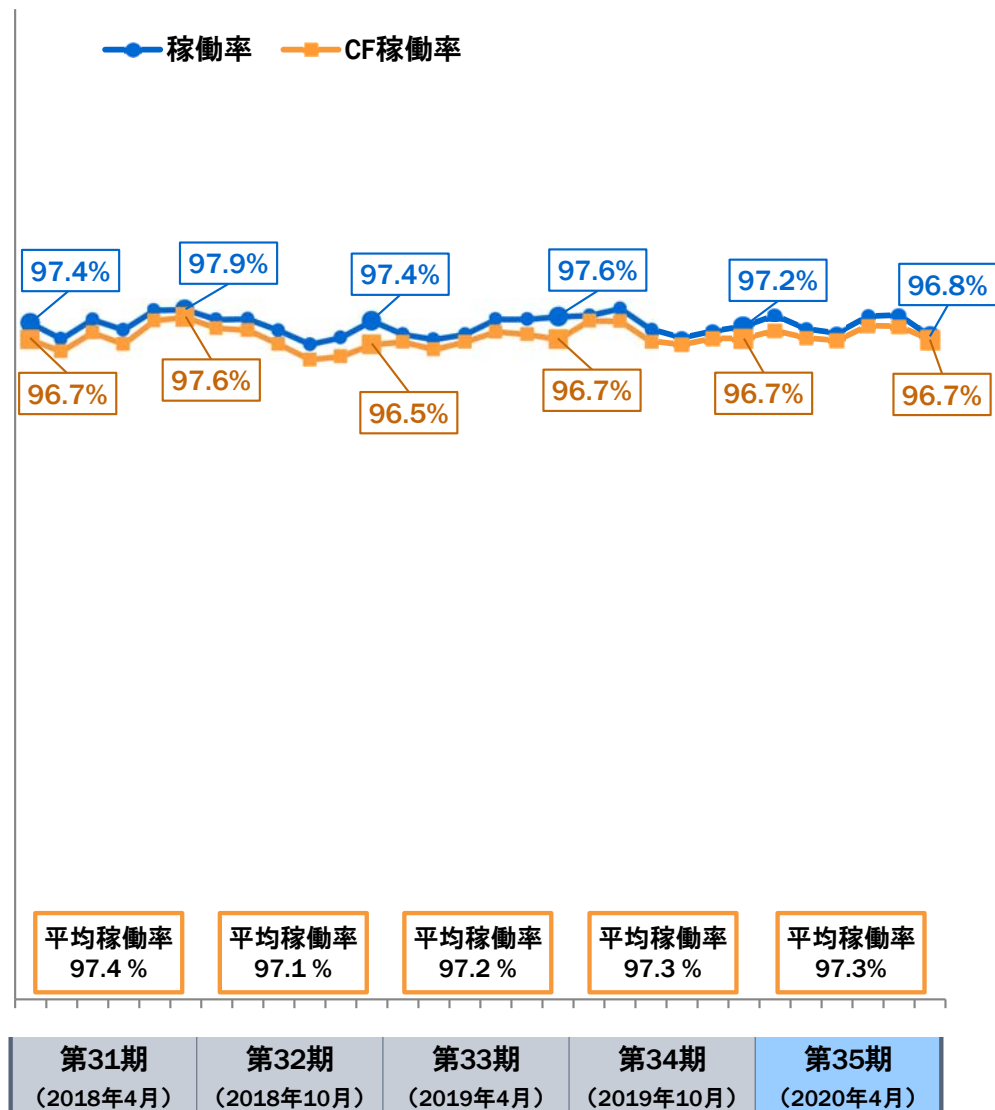 稼働率 CF稼働率
97.4% 97.9% 97.4% 97.6% 97.2% 96.8%
96.7% 97.6% 96.5% 96.7% 96.7% 96.7%
平均稼働率 平均稼働率 平均稼働率 平均稼働率 平均稼働率
97.4 % 97.1 % 97.2 % 97.3 % 97.3%
第31期 第32期 第33期 第34期 第35期
（2018年4月） （2018年10月） （2019年4月） （2019年10月） （2020年4月）